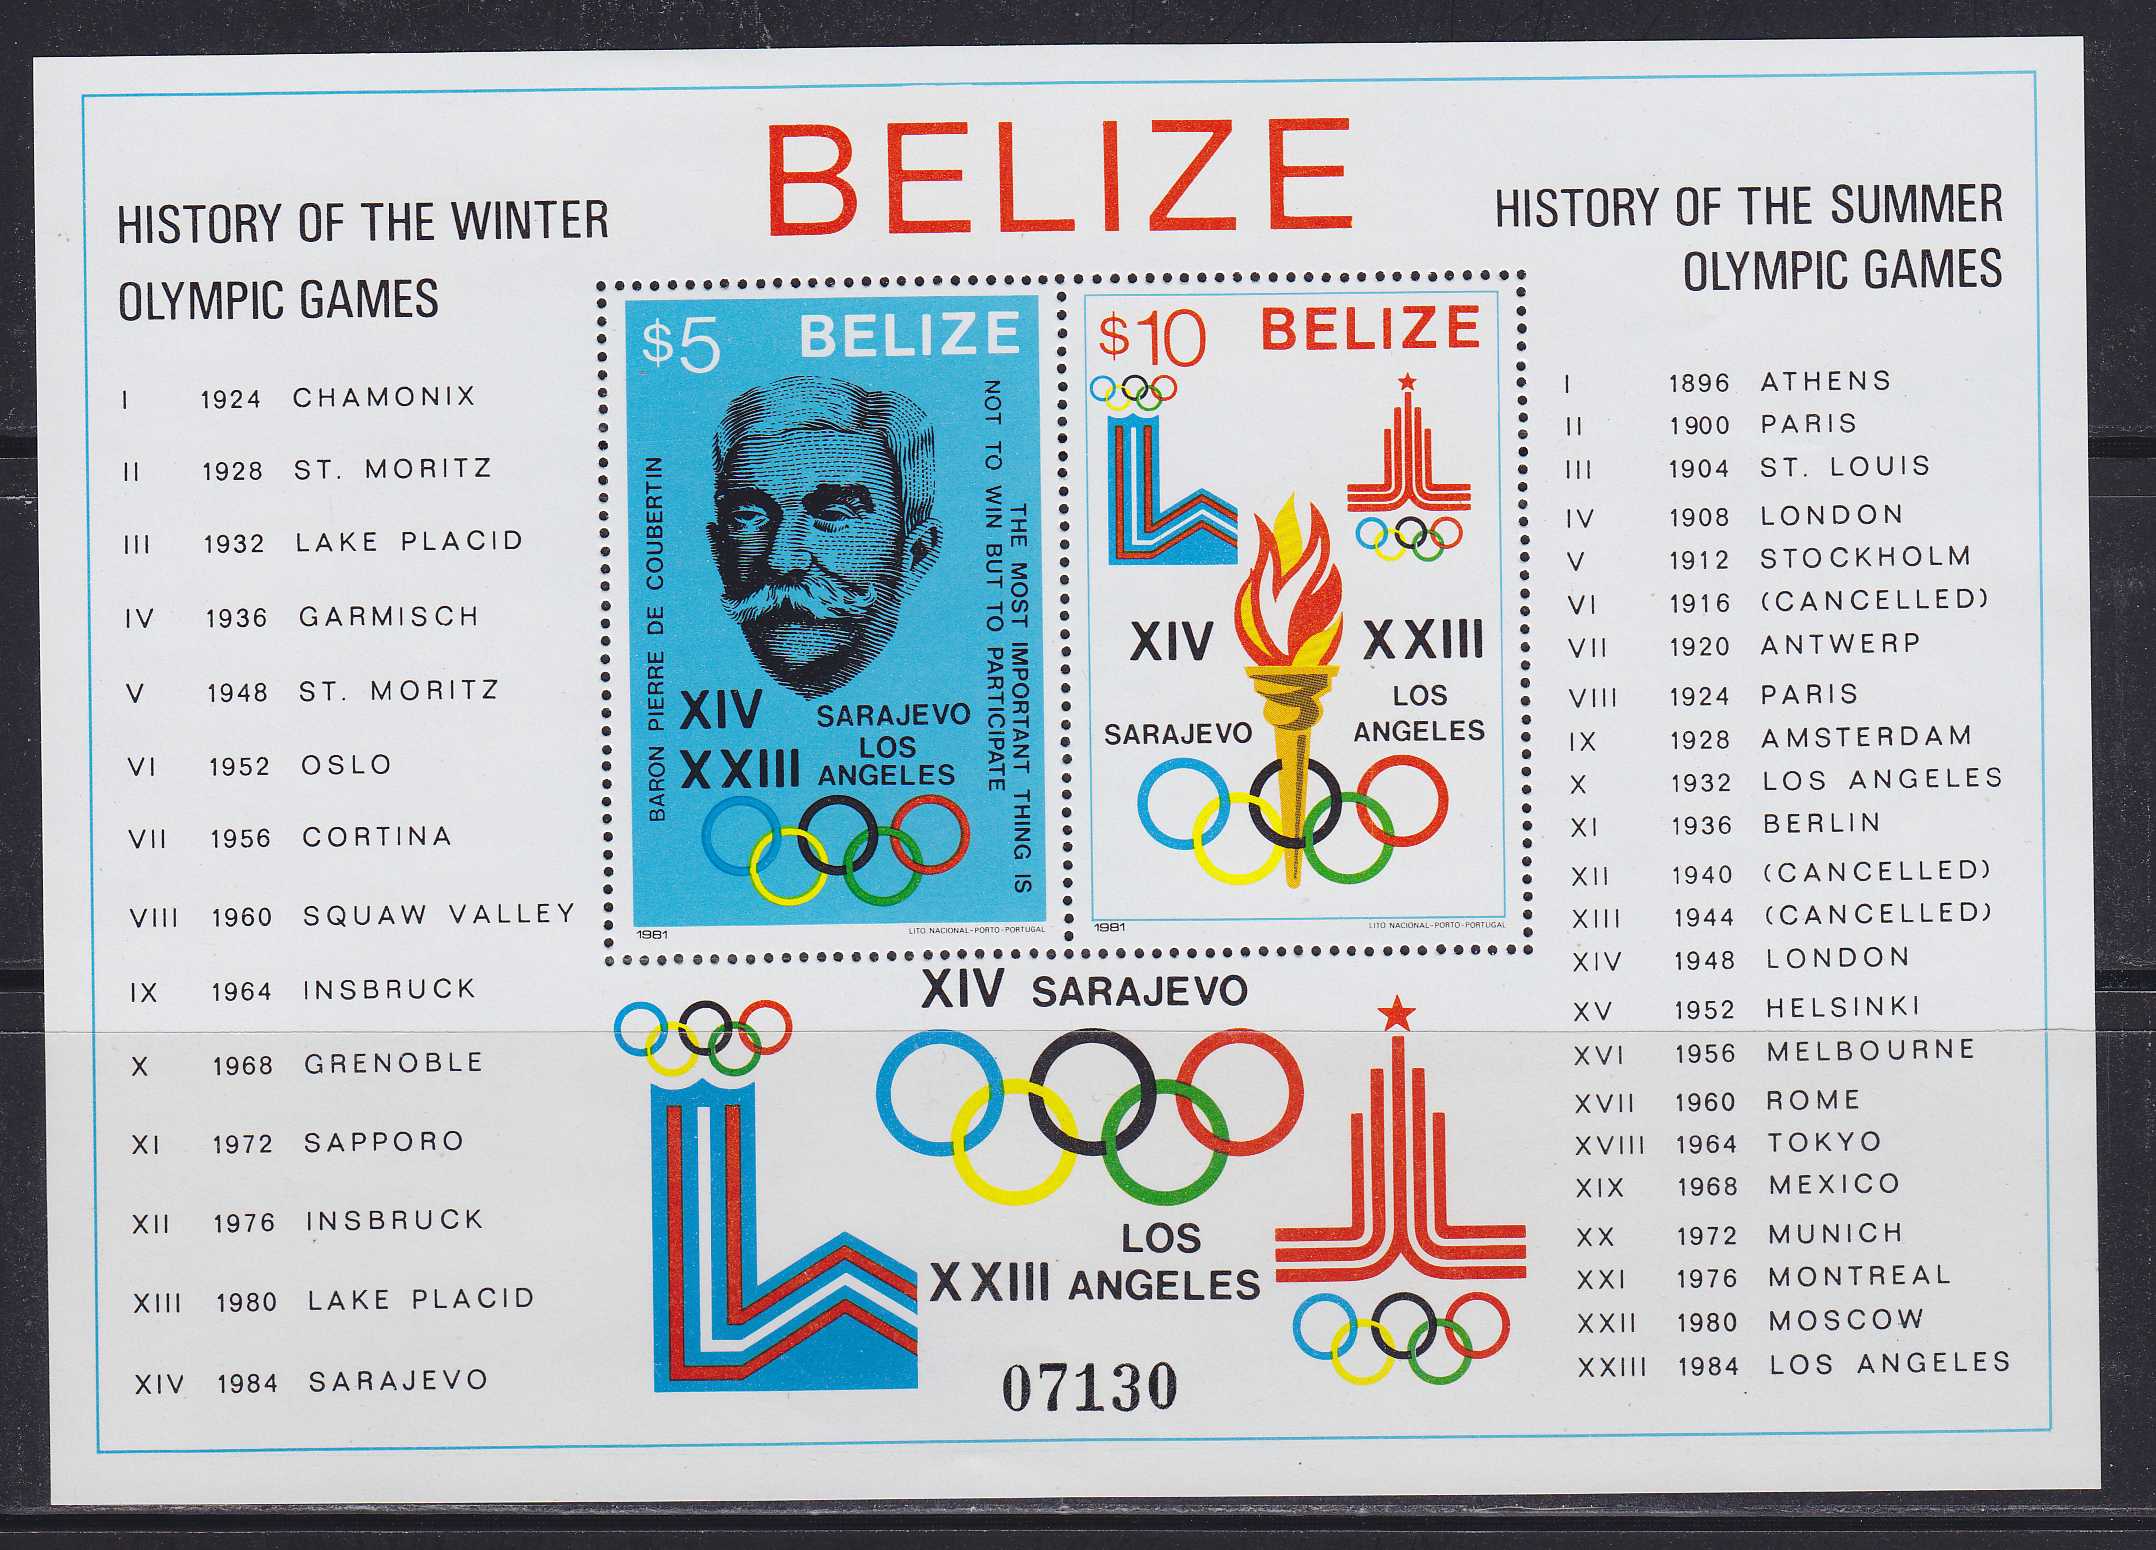 BELIZE
HISTORY OF THE WINTER
OLYMPIC GAMES
I 1924 CHAMONIX
II 1928 ST. MORITZ
III 1932 LAKE PLACID
IV 1936 GARMISCH
V 1948 ST. MORITZ
VI 1952 OSLO
VII 1956 CORTINA
VIII 1960 SQUAW VALLEY
IX 1964 INSBRUCK
X 1968 GRENOBLE
XI 1972 SAPPORO
XII 1976 INSBRUCK
XIII 1980 LAKE PLACID
XIV 1984 SARAJEVO
$5 BELIZE
BARON PIERRE DE COUBERTIN
THE MOST IMPORTANT THING IS
NOT TO WIN BUT TO PARTICIPATE
XIV SARAJEVO
XXIII LOS
ANGELES
1981 LITO NACIONAL-PORTO-PORTUGAL
$10 BELIZE
XIV
SARAJEVO
XXIII
LOS
ANGELES
1981 LITO NACIONAL-PORTO-PORTUGAL
XIV SARAJEVO
LOS
XXIII ANGELES
07130
HISTORY OF THE SUMMER
OLYMPIC GAMES
I 1896 ATHENS
II 1900 PARIS
III 1904 ST. LOUIS
IV 1908 LONDON
V 1912 STOCKHOLM
VI 1916 (CANCELLED)
VII 1920 ANTWERP
VIII 1924 PARIS
IX 1928 AMSTERDAM
X 1932 LOS ANGELES
XI 1936 BERLIN
XII 1940 (CANCELLED)
XIII 1944 (CANCELLED)
XIV 1948 LONDON
XV 1952 HELSINKI
XVI 1956 MELBOURNE
XVII 1960 ROME
XVIII 1964 TOKYO
XIX 1968 MEXICO
XX 1972 MUNICH
XXI 1976 MONTREAL
XXII 1980 MOSCOW
XXIII 1984 LOS ANGELES